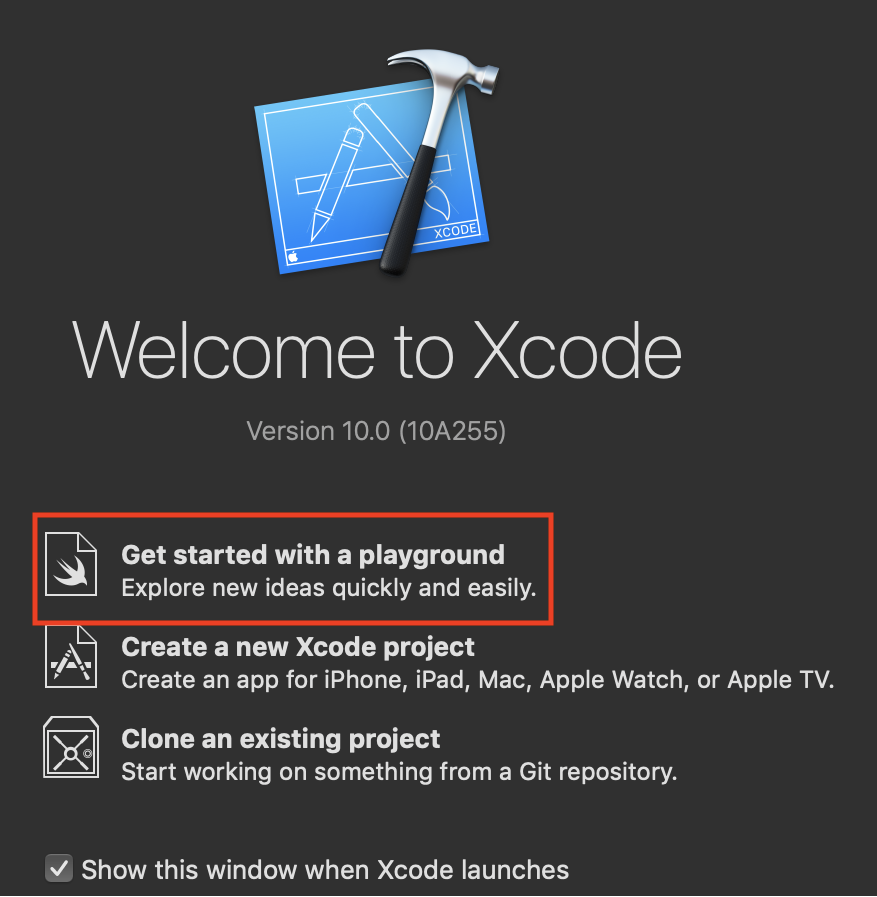 XCODE
Welcome to Xcode
Version 10.0 (10A255)
Get started with a playground
Explore new ideas quickly and easily.
Create a new Xcode project
Create an app for iPhone, iPad, Mac, Apple Watch, or Apple TV.
Clone an existing project
Start working on something from a Git repository.
Show this window when Xcode launches